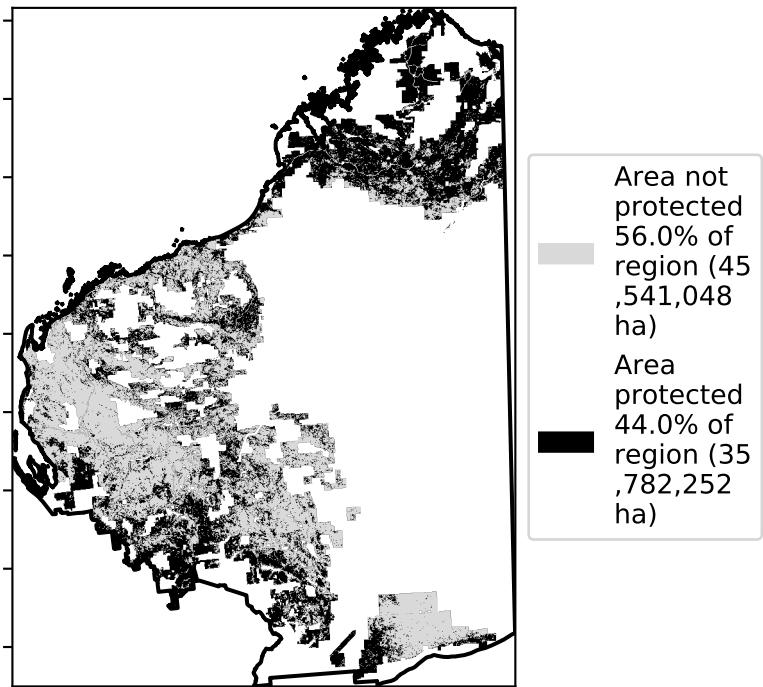 Area not
protected
56.0% of
region (45
,541,048
ha)
Area
protected
44.0% of
region (35
,782,252
ha)